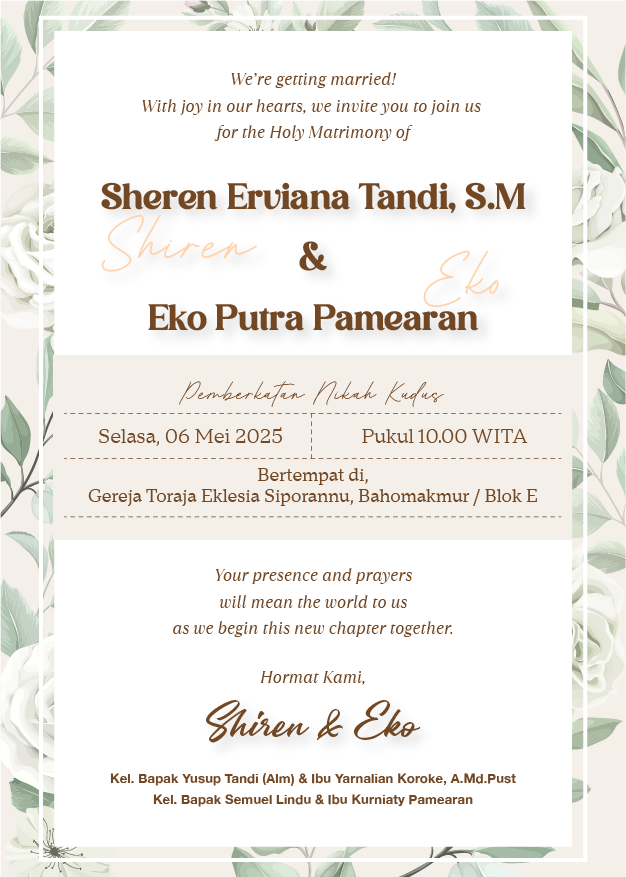 We're getting married!
With joy in our hearts, we invite you to join us
for the Holy Matrimony of
Sheren Erviana Tandi, S.M
Shiren
&
Eko
Eko Putra Pamearan
Pemberkatan Nikah Kudus
Selasa, 06 Mei 2025
Pukul 10.00 WITA
Bertempat di,
Gereja Toraja Eklesia Siporannu, Bahomakmur / Blok E
Your presence and prayers
will mean the world to us
as we begin this new chapter together.
Hormat Kami,
Shiren & Eko
Kel. Bapak Yusup Tandi (Alm) & Ibu Yarnalian Koroke, A.Md.Pust
Kel. Bapak Semuel Lindu & Ibu Kurniaty Pamearan